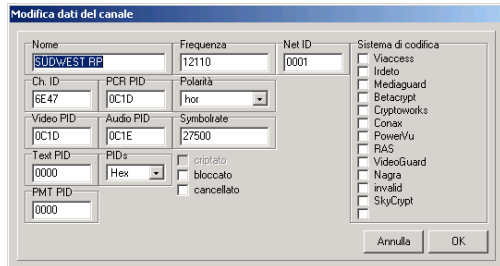 Modifica dati del canale
Nome
SÜDWEST RP
Frequenza
12110
Net ID
0001
Sistema di codifica
Viaccess
Irdeto
Mediaguard
Betacrypt
Cryptoworks
Conax
PowerVu
RAS
VideoGuard
Nagra
invalid
SkyCrypt
Ch. ID
6E47
PCR PID
0C1D
Polarità
hor
Video PID
0C1D
Audio PID
0C1E
Symbolrate
27500
Text PID
0000
PIDs
Hex
criptato
bloccato
cancellato
PMT PID
0000
Annulla
OK